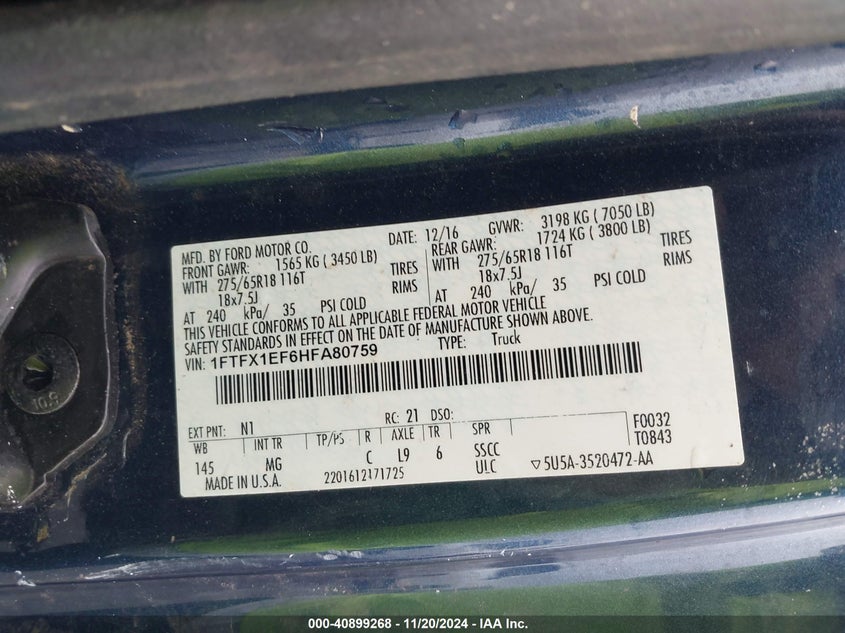 MFD. BY FORD MOTOR CO.
DATE: 12/16 GVWR: 3198 KG ( 7050 LB)
FRONT GAWR: 1565 KG ( 3450 LB) REAR GAWR: 1724 KG ( 3800 LB)
WITH 275/65R18 116T TIRES WITH 275/65R18 116T TIRES
18x7.5J RIMS 18x7.5J RIMS
AT 240 kPa/ 35 PSI COLD AT 240 kPa/ 35 PSI COLD
THIS VEHICLE CONFORMS TO ALL APPLICABLE FEDERAL MOTOR VEHICLE
SAFETY STANDARDS IN EFFECT ON THE DATE OF MANUFACTURE SHOWN ABOVE.
VIN: 1FTFX1EF6HFA80759 TYPE: Truck
EXT PNT: N1 RC: 21 DSO: F0032
WB INT TR TP/PS R AXLE TR SPR T0843
145 MG C L9 6 SSCC
MADE IN U.S.A. 2201612171725 ULC ▽5U5A-3520472-AA
000-40899268 - 11/20/2024 - IAA Inc.